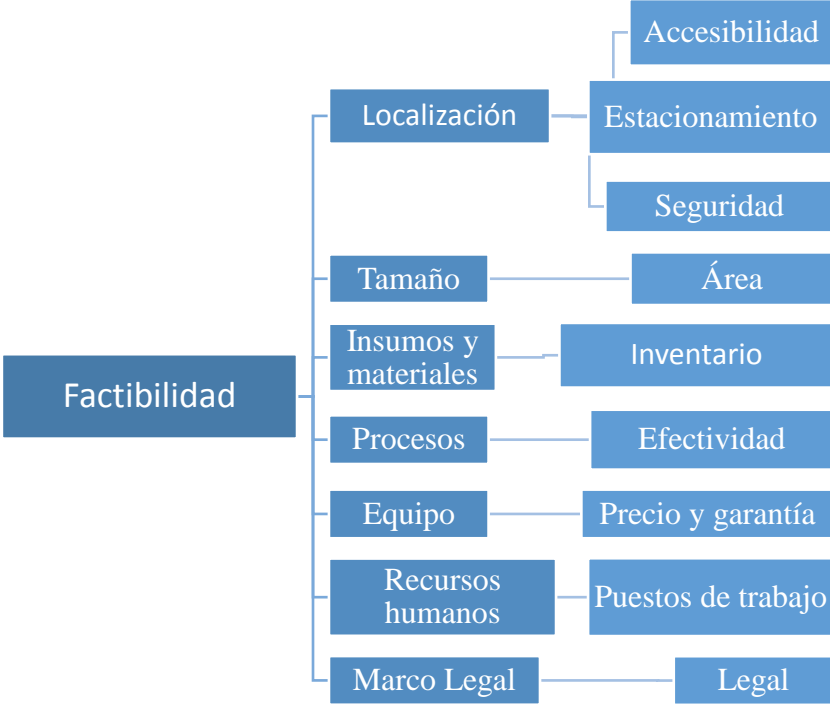 Factibilidad
Localización
Accesibilidad
Estacionamiento
Seguridad
Tamaño
Área
Insumos y
materiales
Inventario
Procesos
Efectividad
Equipo
Precio y garantía
Recursos
humanos
Puestos de trabajo
Marco Legal
Legal